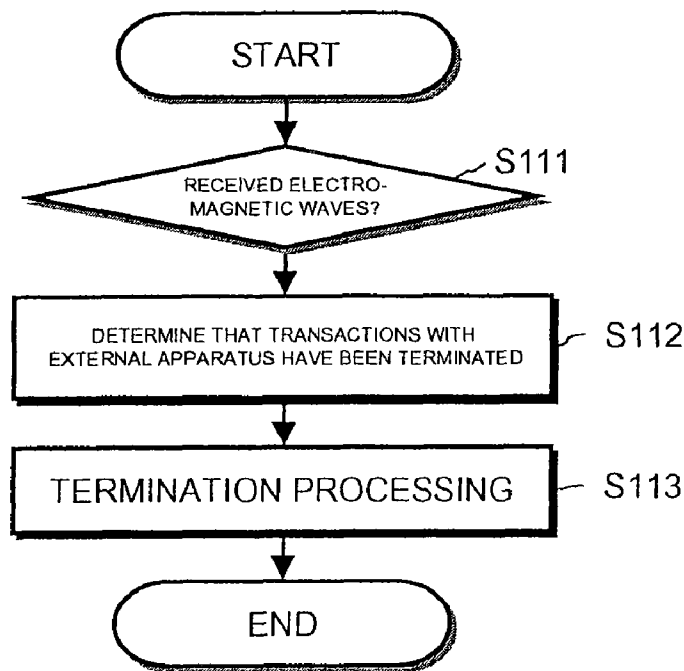 START
RECEIVED ELECTRO-
MAGNETIC WAVES?
S111
DETERMINE THAT TRANSACTIONS WITH
EXTERNAL APPARATUS HAVE BEEN TERMINATED
S112
TERMINATION PROCESSING
S113
END